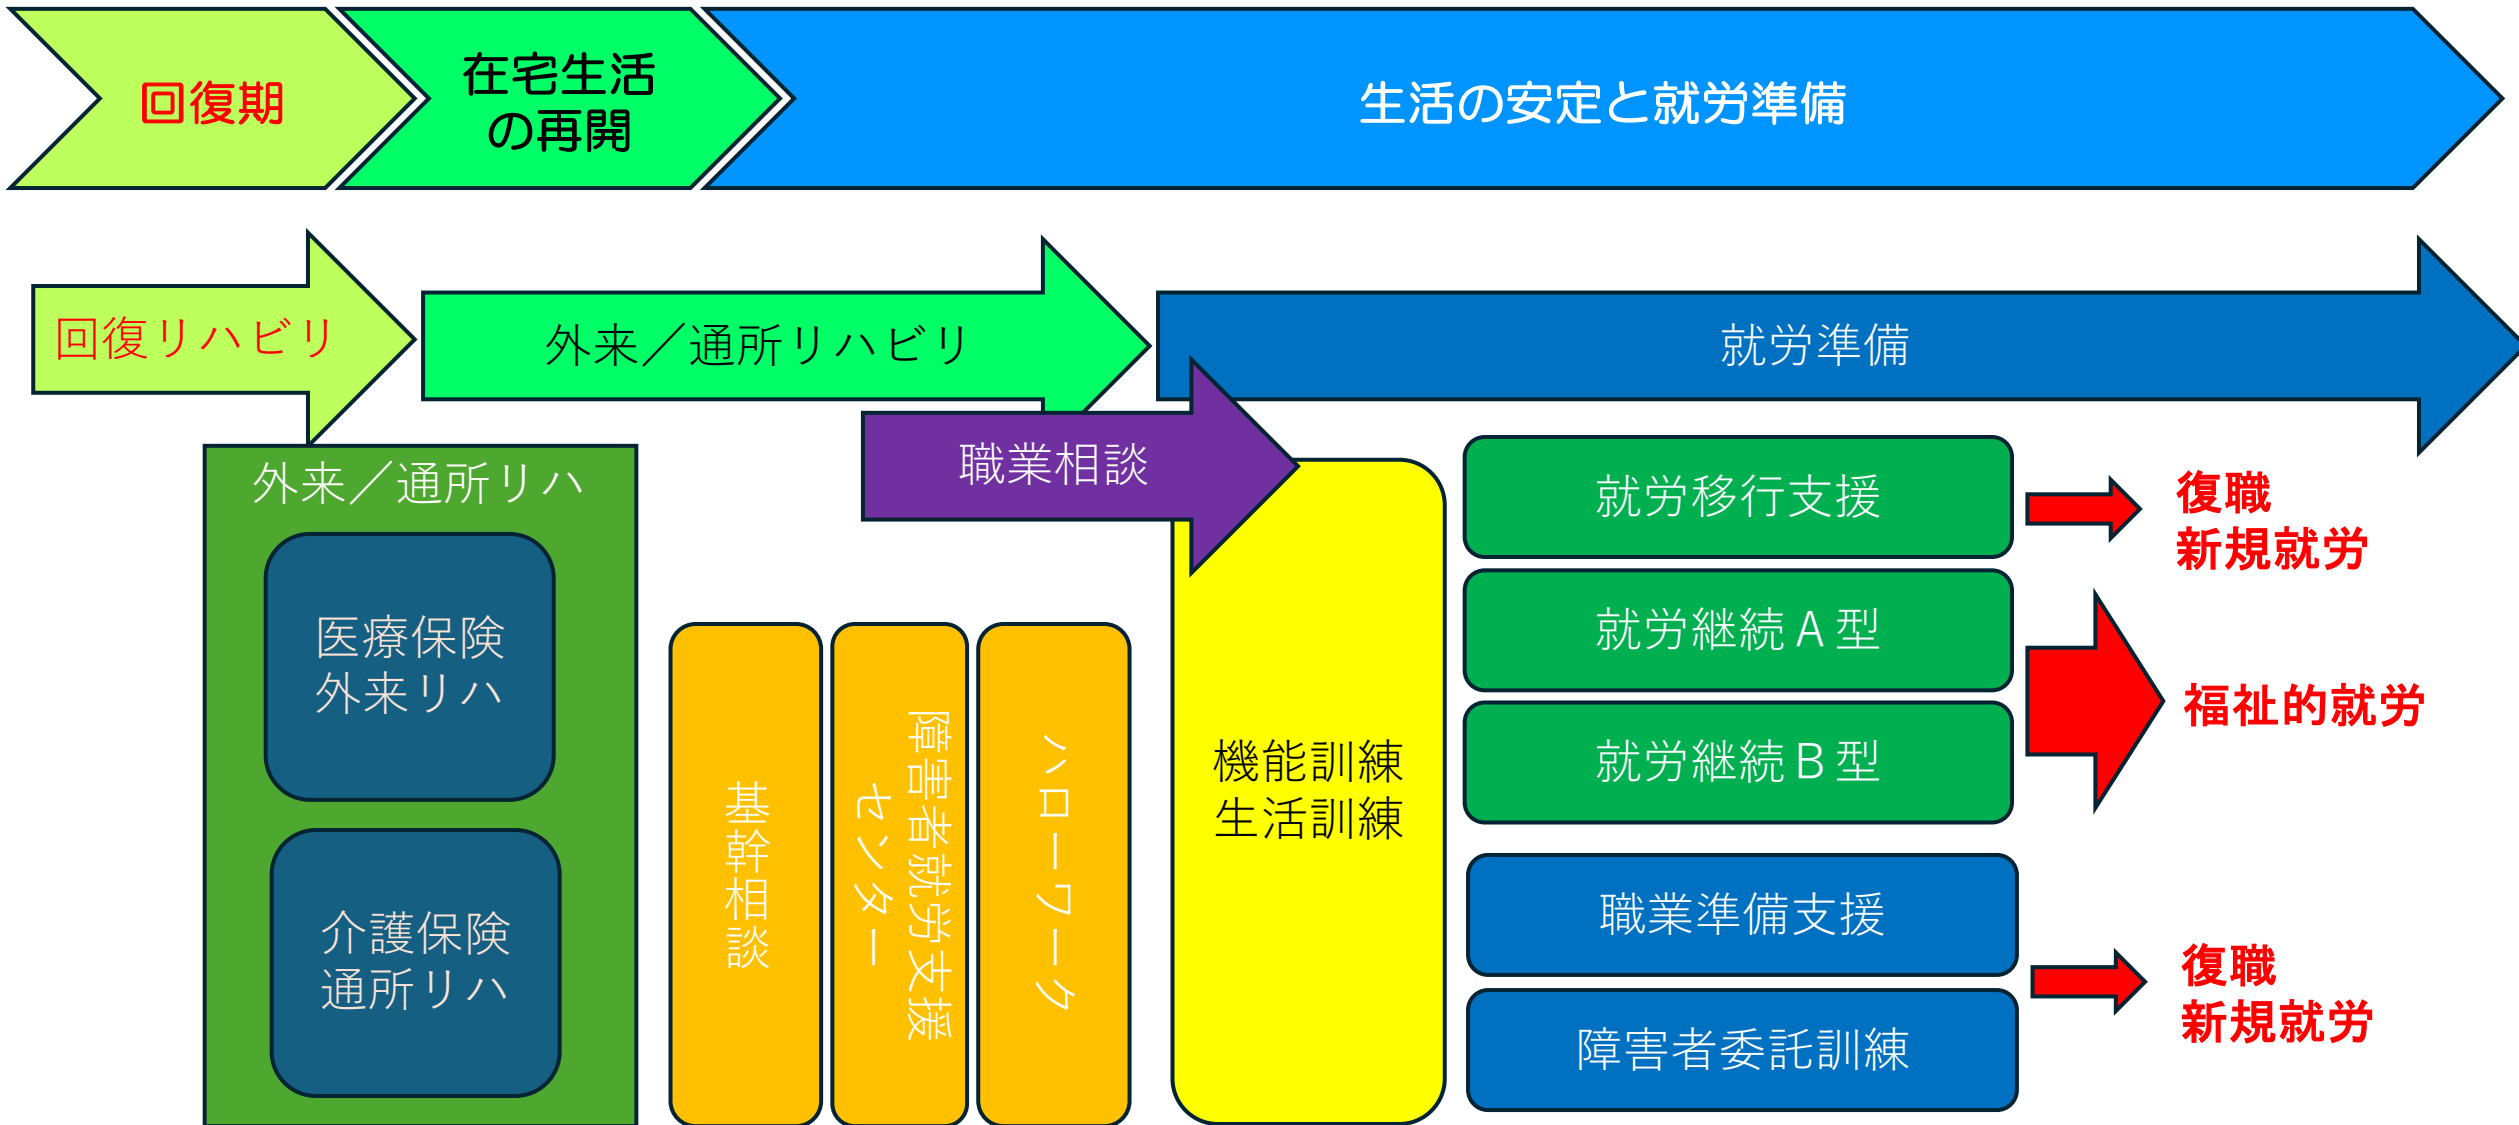 回復期
在宅生活
の再開
生活の安定と就労準備
回復リハビリ
外来／通所リハビリ
就労準備
職業相談
外来／通所リハ
医療保険
外来リハ
介護保険
通所リハ
基幹相談
障害者就労支援
センター
ハローワーク
機能訓練
生活訓練
就労移行支援
就労継続A型
就労継続B型
職業準備支援
障害者委託訓練
復職
新規就労
福祉的就労
復職
新規就労